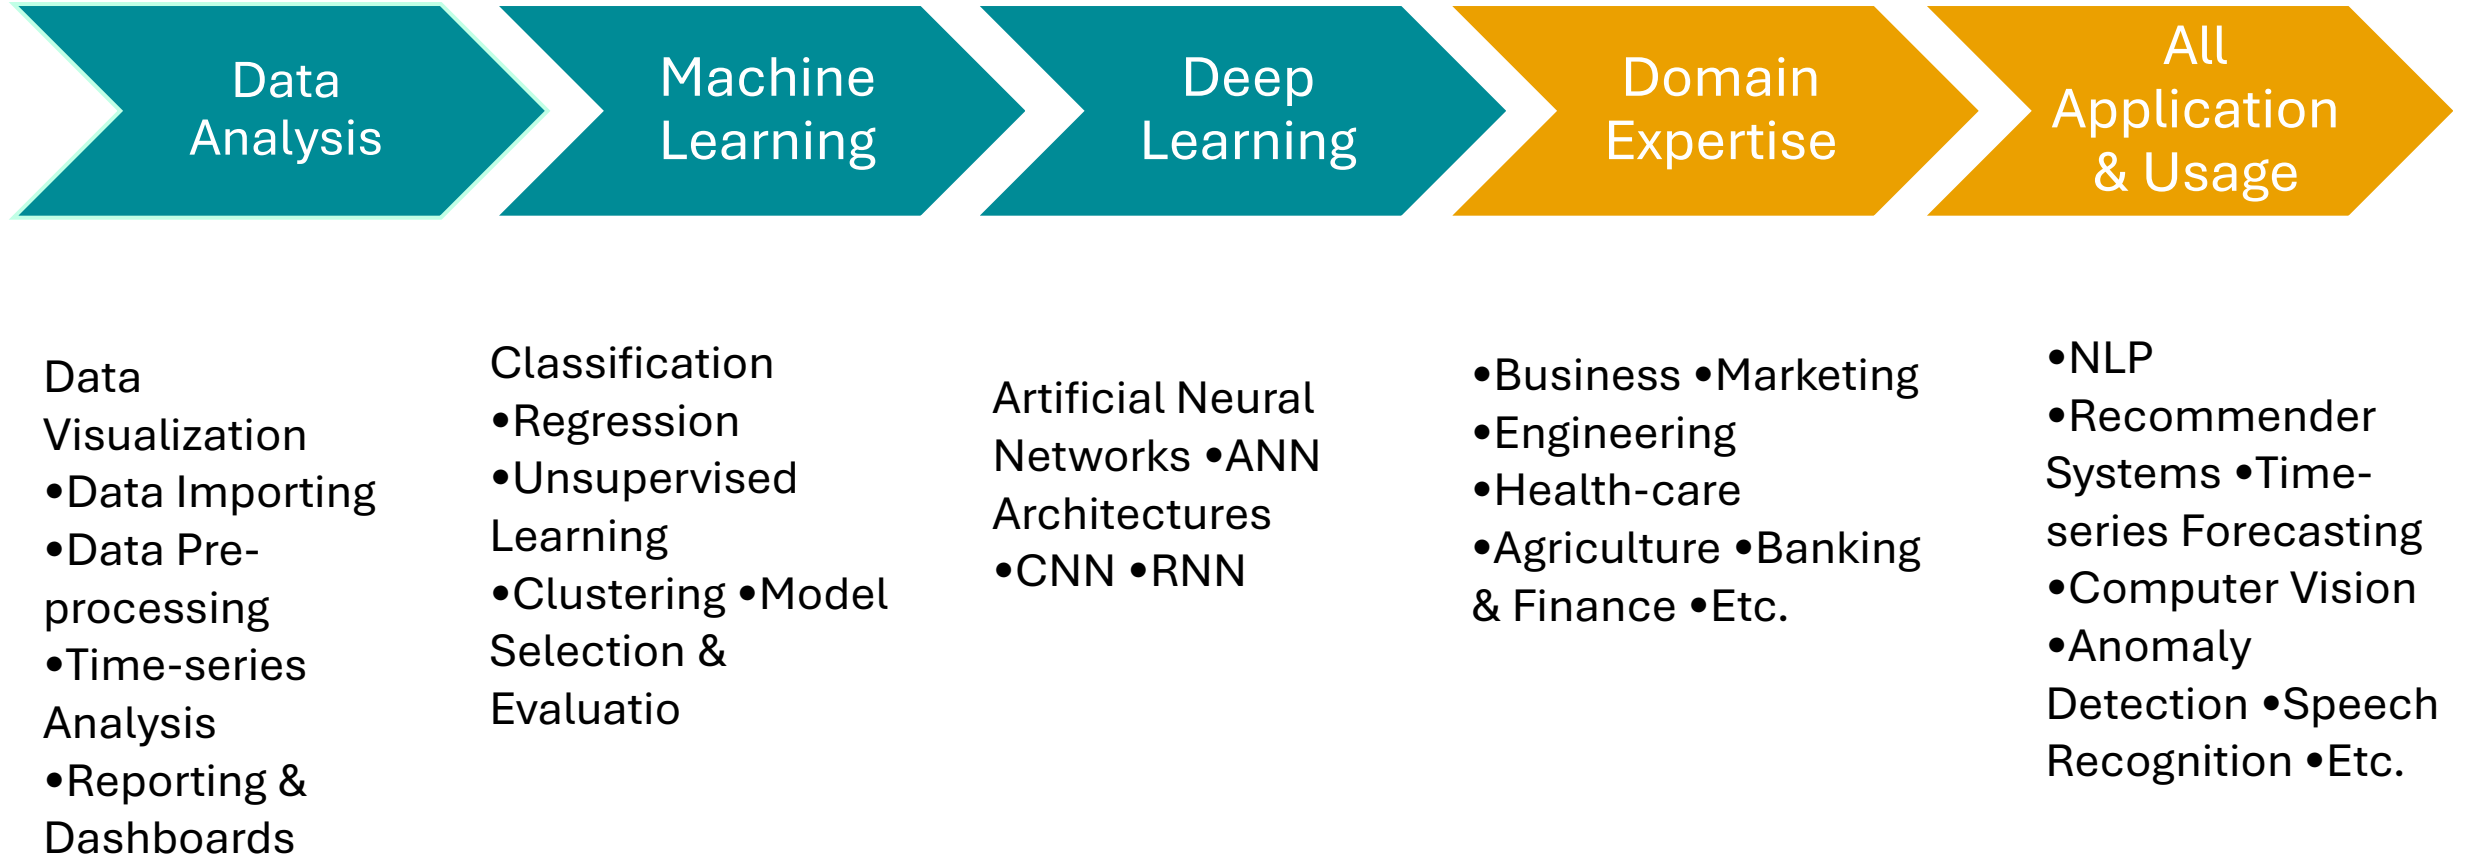 Data
Analysis
Machine
Learning
Deep
Learning
Domain
Expertise
All
Application
& Usage
Data
Visualization
•Data Importing
•Data Pre-
processing
•Time-series
Analysis
•Reporting &
Dashboards
Classification
•Regression
•Unsupervised
Learning
•Clustering •Model
Selection &
Evaluatio
Artificial Neural
Networks •ANN
Architectures
•CNN •RNN
•Business •Marketing
•Engineering
•Health-care
•Agriculture •Banking
& Finance •Etc.
•NLP
•Recommender
Systems •Time-
series Forecasting
•Computer Vision
•Anomaly
Detection •Speech
Recognition •Etc.